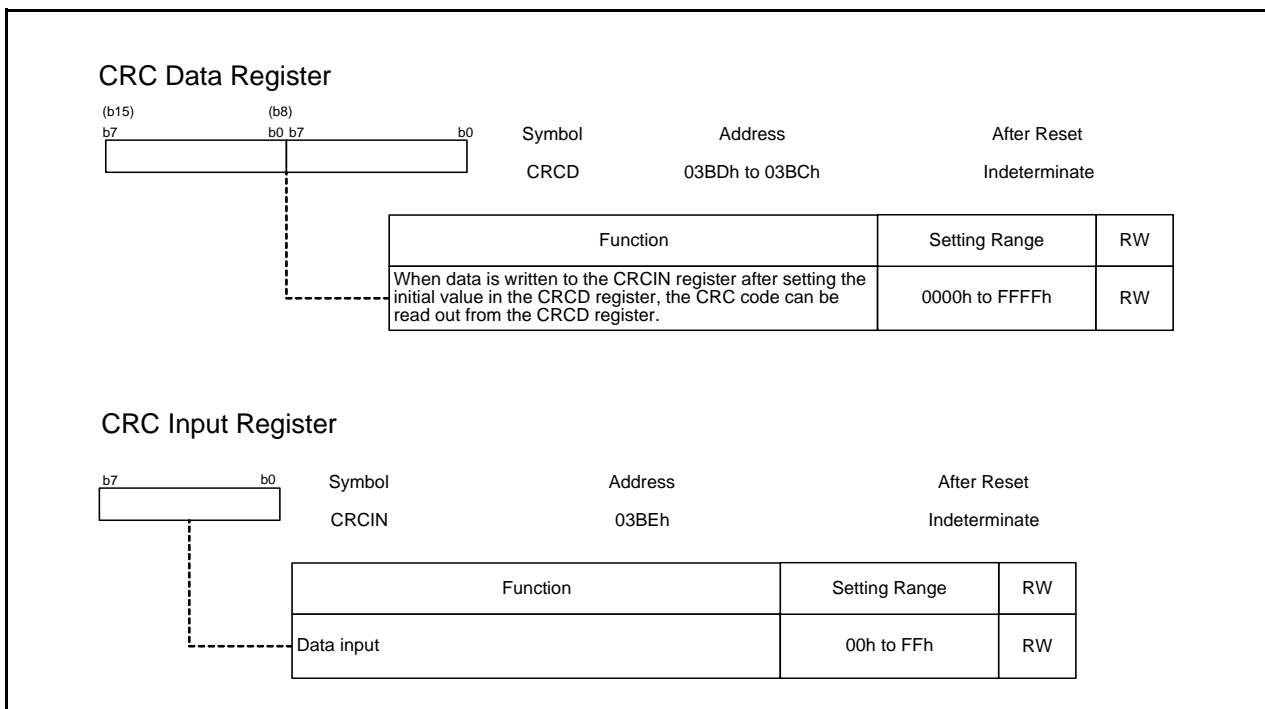 CRC Data Register
(b15) (b8)
b7 b0 b7 b0 Symbol Address After Reset
CRCD 03BDh to 03BCh Indeterminate
Function Setting Range RW
When data is written to the CRCIN register after setting the
initial value in the CRCD register, the CRC code can be
read out from the CRCD register.
0000h to FFFFh RW
CRC Input Register
b7 b0 Symbol Address After Reset
CRCIN 03BEh Indeterminate
Function Setting Range RW
Data input 00h to FFh RW